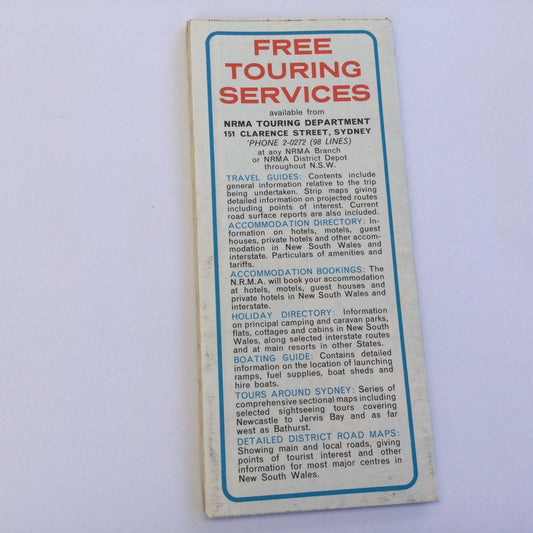 FREE
TOURING
SERVICES
available from
NRMA TOURING DEPARTMENT
151 CLARENCE STREET, SYDNEY
'PHONE 2-0272 (98 LINES)
at any NRMA Branch
or NRMA District Depot
throughout N.S.W.
TRAVEL GUIDES: Contents include
general information relative to the trip
being undertaken. Strip maps giving
detailed information on projected routes
including points of interest. Current
road surface reports are also included.
ACCOMMODATION DIRECTORY: In-
formation on hotels, motels, guest
houses, private hotels and other accom-
modation in New South Wales and
interstate. Particulars of amenities and
tariffs.
ACCOMMODATION BOOKINGS: The
N.R.M.A. will book your accommodation
at hotels, motels, guest houses and
private hotels in New South Wales and
interstate.
HOLIDAY DIRECTORY: Information
on principal camping and caravan parks,
flats, cottages and cabins in New South
Wales, along selected interstate routes
and at main resorts in other States.
BOATING GUIDE: Contains detailed
information on the location of launching
ramps, fuel supplies, boat sheds and
hire boats.
TOURS AROUND SYDNEY: Series of
comprehensive sectional maps including
selected sightseeing tours covering
Newcastle to Jervis Bay and as far
west as Bathurst.
DETAILED DISTRICT ROAD MAPS:
Showing main and local roads, giving
points of tourist interest and other
information for most major centres in
New South Wales.